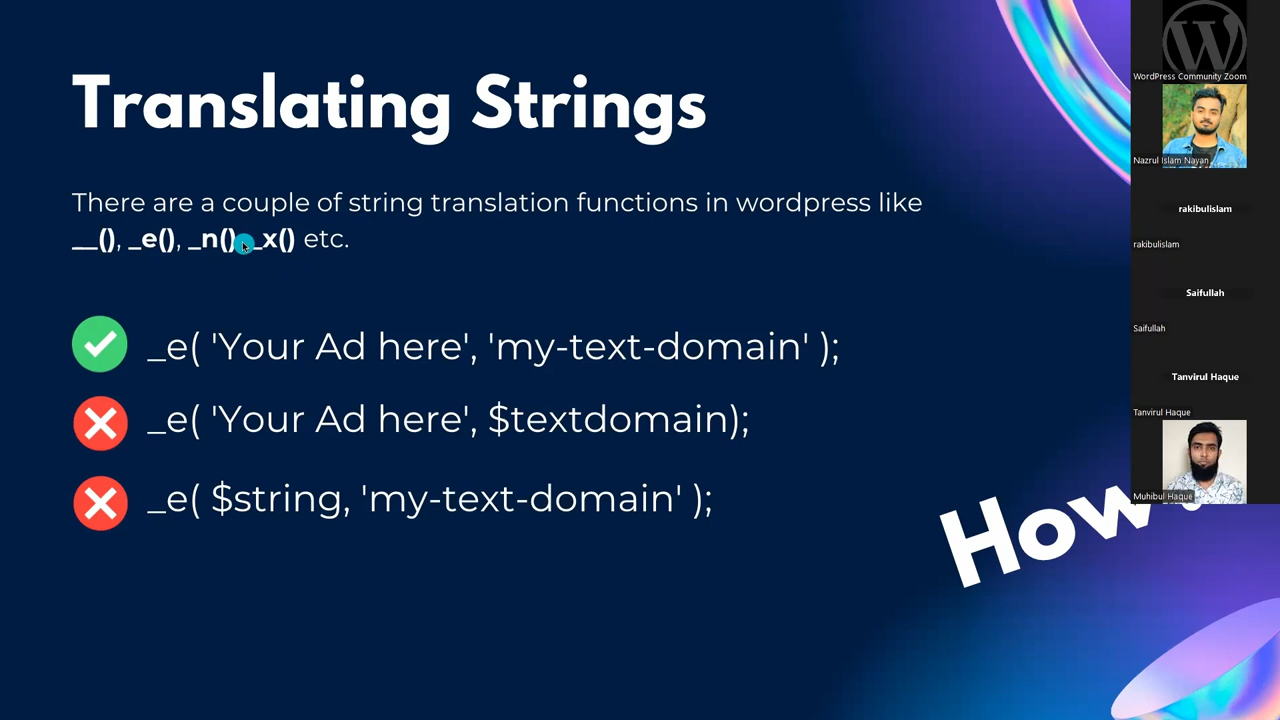 Translating Strings
There are a couple of string translation functions in wordpress like
__(), _e(), _n() _x() etc.
_e( 'Your Ad here', 'my-text-domain' );
_e( 'Your Ad here', $textdomain);
_e( $string, 'my-text-domain' );
How
WordPress Community Zoom
Nazrul Islam Nayan
rakibulislam
rakibulislam
Saifullah
Saifullah
Tanvirul Haque
Tanvirul Haque
Muhibul Haque